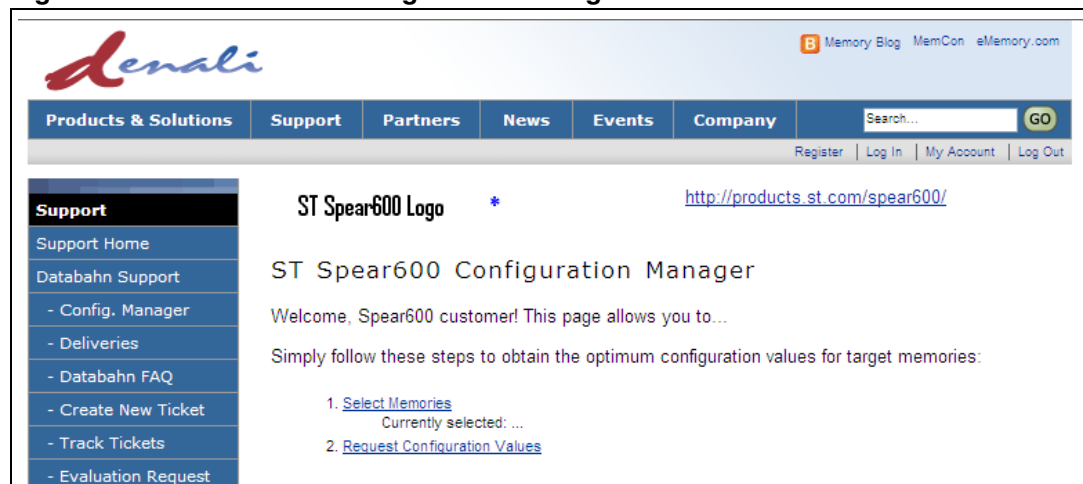 denali
Memory Blog MemCon eMemory.com
Products & Solutions Support Partners News Events Company Search... GO
Register | Log In | My Account | Log Out
Support
Support Home
Databahn Support
- Config. Manager
- Deliveries
- Databahn FAQ
- Create New Ticket
- Track Tickets
- Evaluation Request
ST Spear600 Logo *
http://products.st.com/spear600/
ST Spear600 Configuration Manager
Welcome, Spear600 customer! This page allows you to...
Simply follow these steps to obtain the optimum configuration values for target memories:
1. Select Memories
Currently selected: ...
2. Request Configuration Values